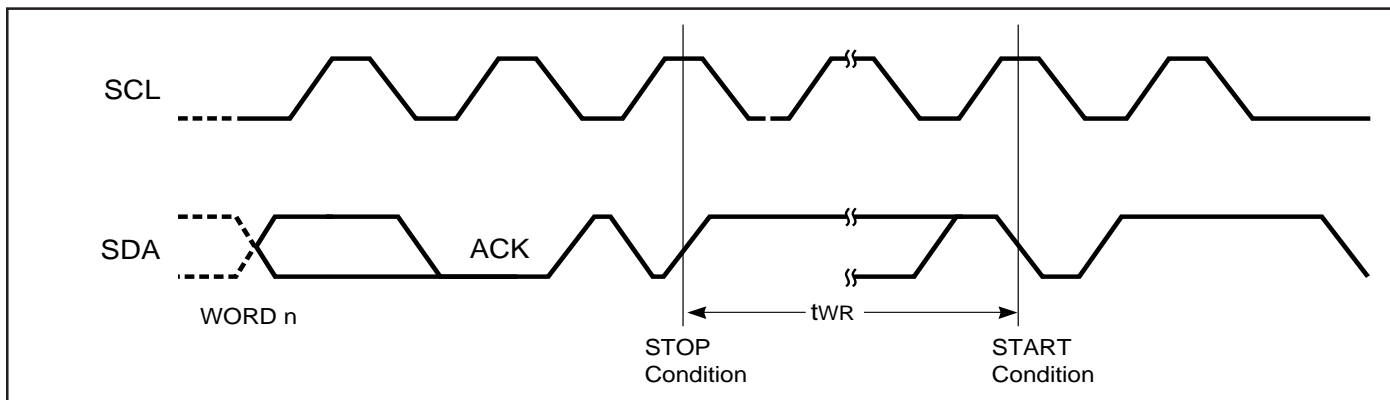 SCL
SDA
ACK
WORD n
tWR
STOP
Condition
START
Condition